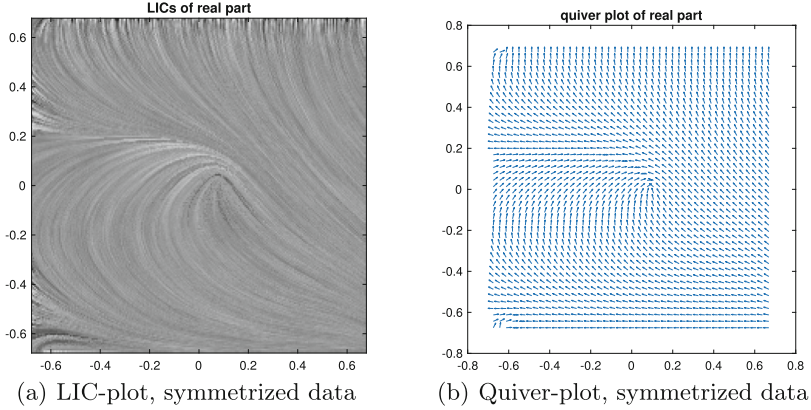 LICs of real part
0.6
0.4
0.2
0
-0.2
-0.4
-0.6
-0.6 -0.4 -0.2 0 0.2 0.4 0.6
(a) LIC-plot, symmetrized data
quiver plot of real part
0.8
0.6
0.4
0.2
0
-0.2
-0.4
-0.6
-0.8
-0.8 -0.6 -0.4 -0.2 0 0.2 0.4 0.6 0.8
(b) Quiver-plot, symmetrized data